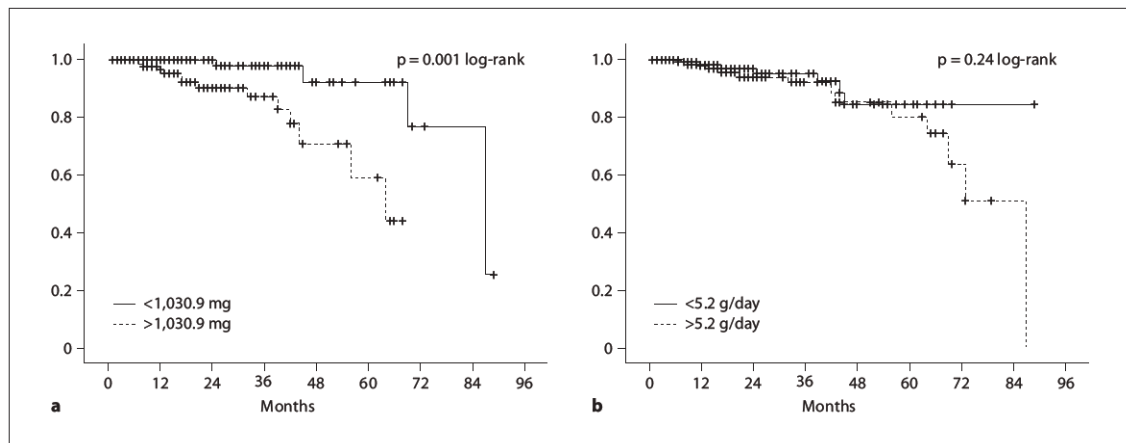 p = 0.001 log-rank
1.0
0.8
0.6
0.4
0.2
0
<1,030.9 mg
>1,030.9 mg
0 12 24 36 48 60 72 84 96
Months
a
p = 0.24 log-rank
1.0
0.8
0.6
0.4
0.2
0
<5.2 g/day
>5.2 g/day
0 12 24 36 48 60 72 84 96
Months
b